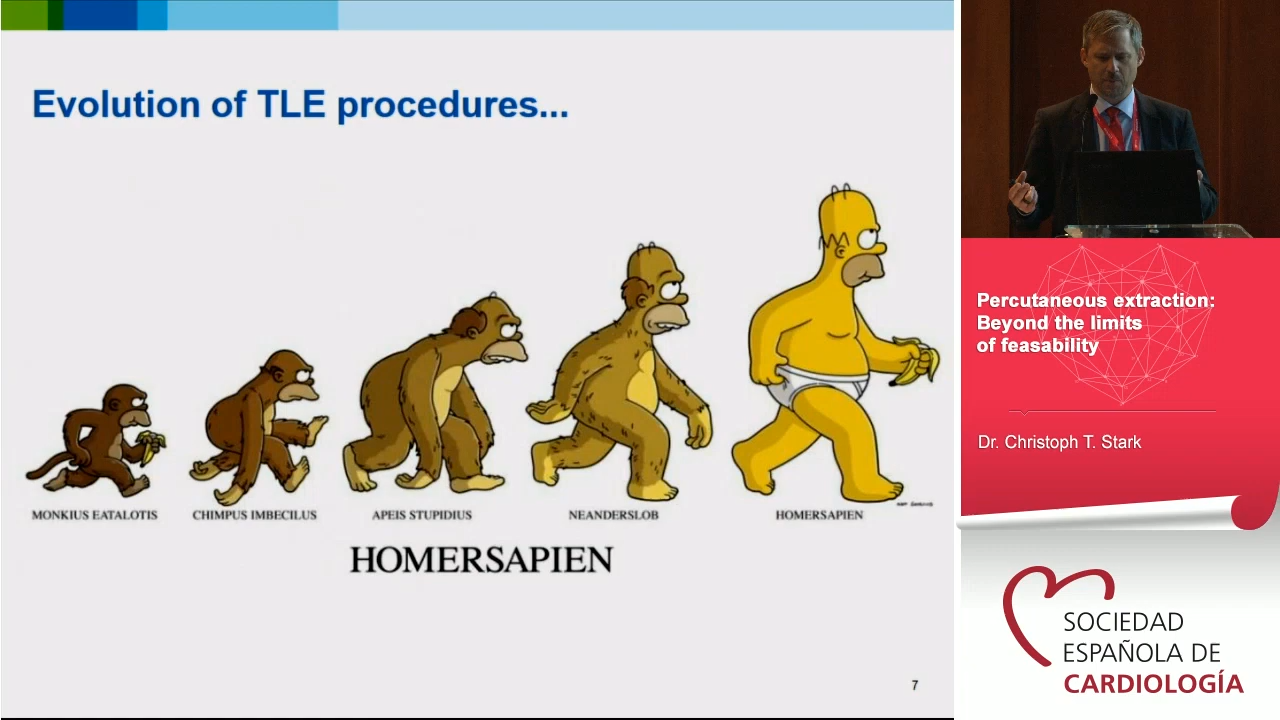 Evolution of TLE procedures...
MONKIUS EATALOTIS
CHIMPUS IMBECILUS
APEIS STUPIDIUS
NEANDERSLOB
HOMERSAPIEN
HOMERSAPIEN
7
Percutaneous extraction:
Beyond the limits
of feasability
Dr. Christoph T. Stark
SOCIEDAD
ESPAÑOLA DE
CARDIOLOGÍA